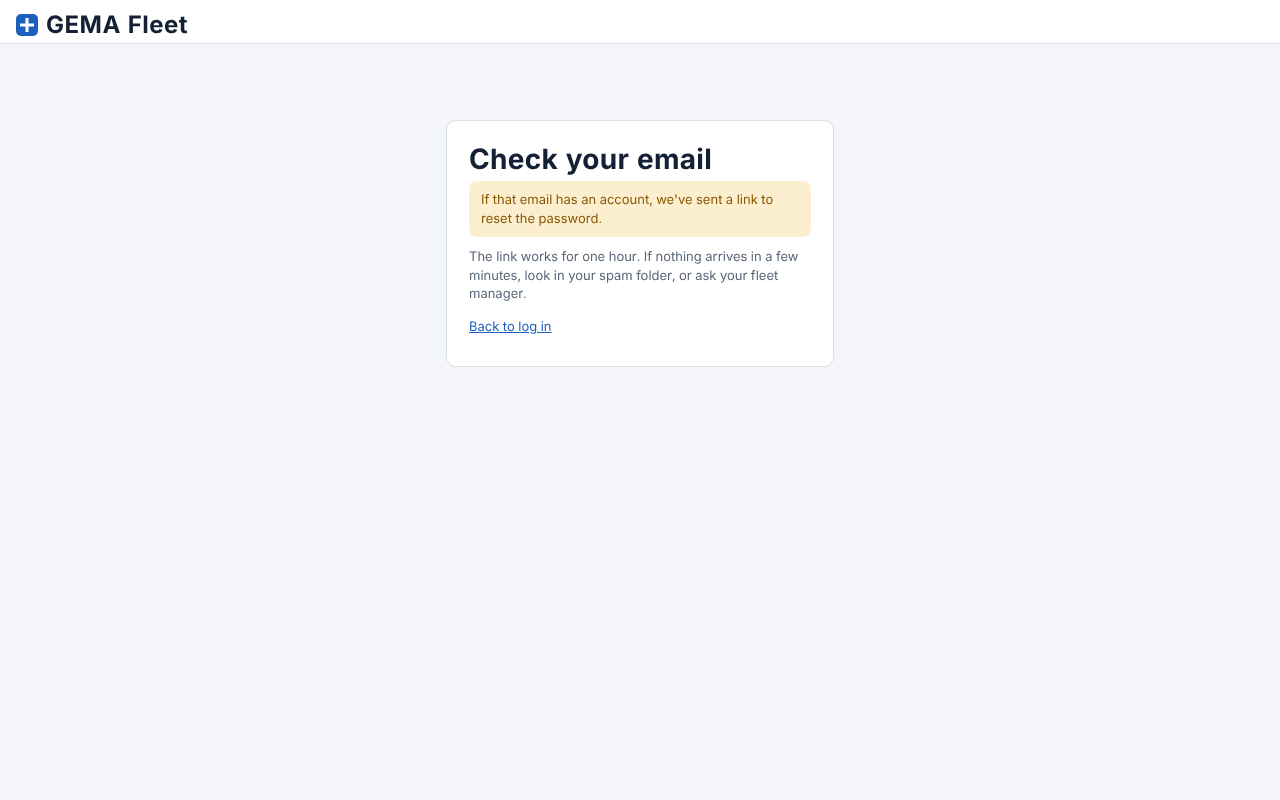 GEMA Fleet
Check your email
If that email has an account, we've sent a link to
reset the password.
The link works for one hour. If nothing arrives in a few
minutes, look in your spam folder, or ask your fleet
manager.
Back to log in